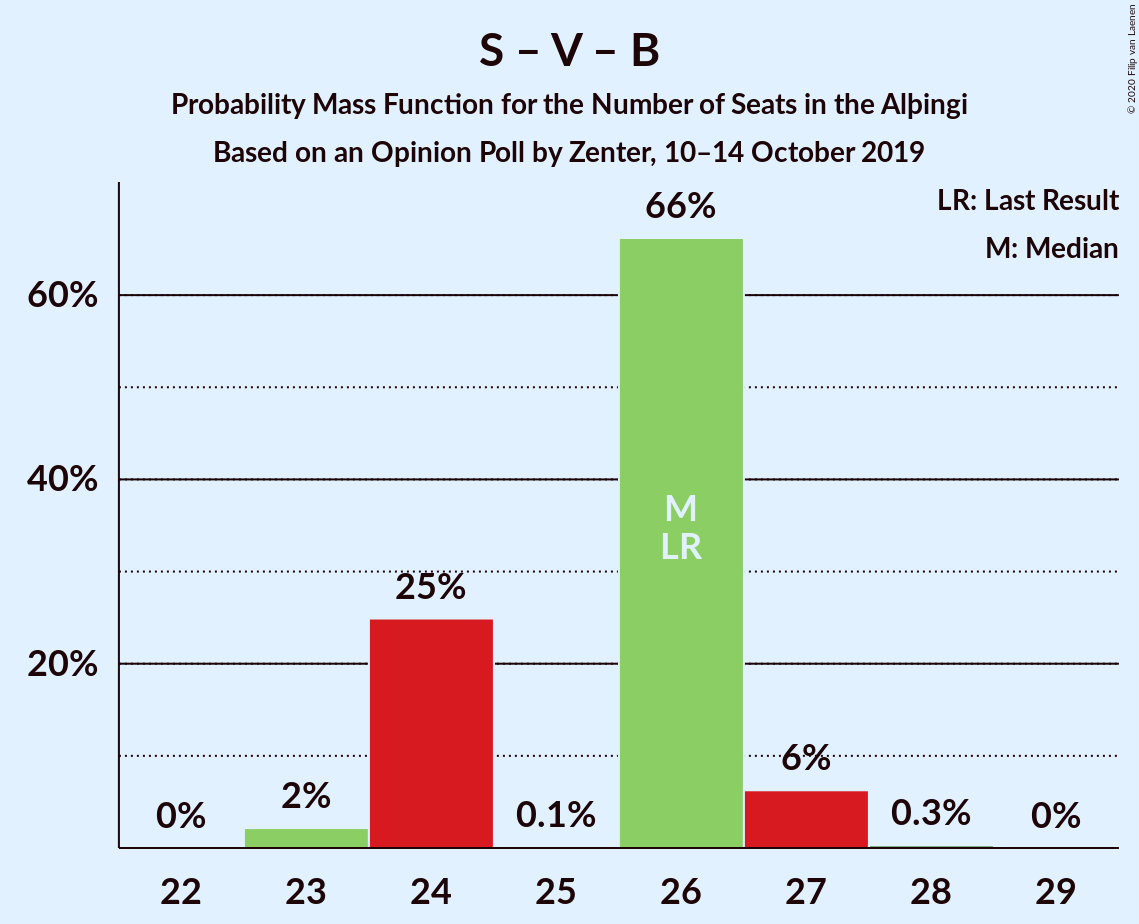 S – V – B
Probability Mass Function for the Number of Seats in the Alþingi
Based on an Opinion Poll by Zenter, 10–14 October 2019
© 2020 Filip van Laenen
LR: Last Result
M: Median
66%
60%
40%
M
LR
25%
20%
6%
2%
0%
0.1%
0.3%
0%
22 23 24 25 26 27 28 29